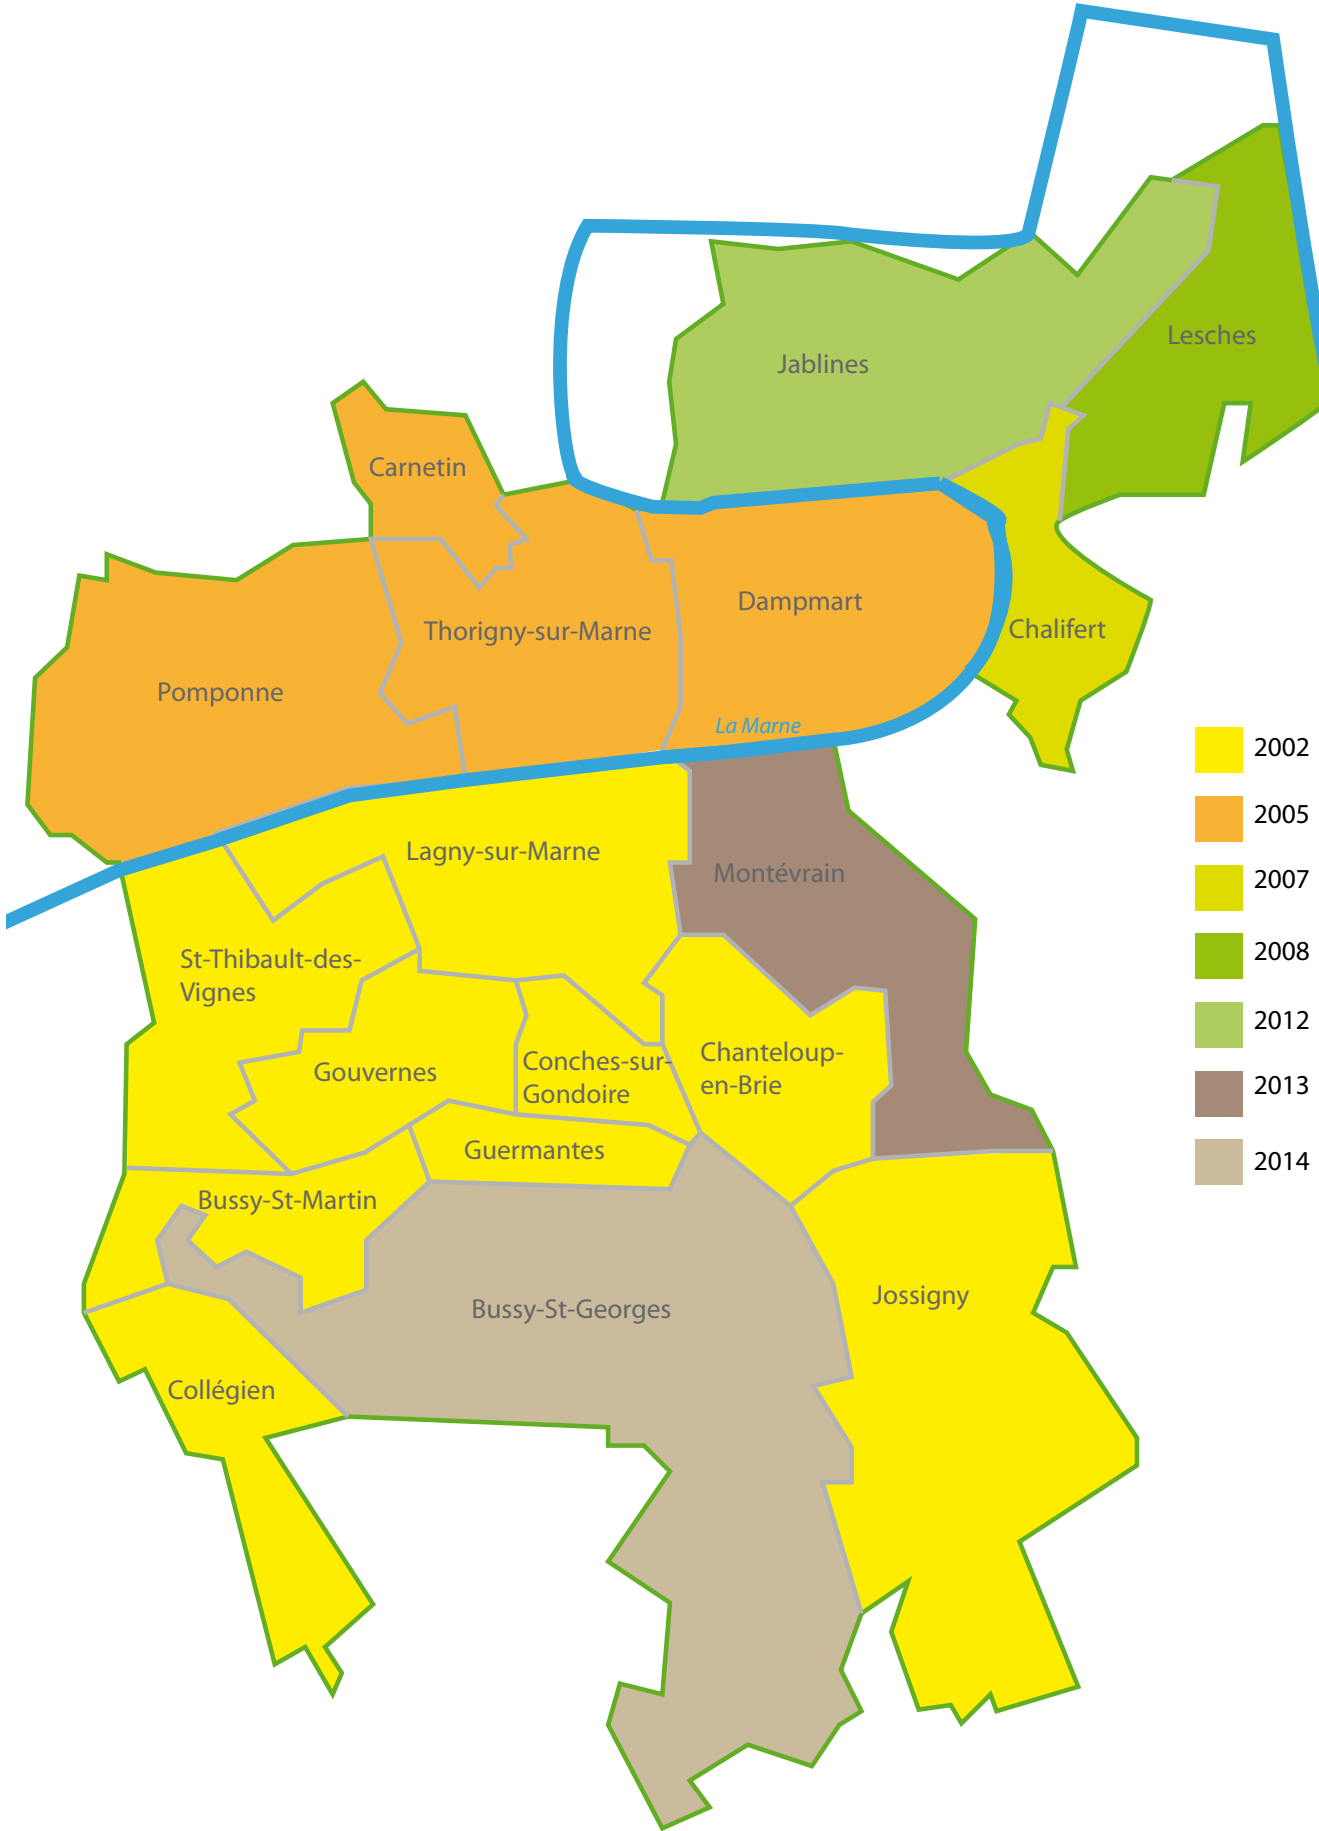 Lesches
Jablines
Carnetin
Dampmart
Thorigny-sur-Marne
Chalifert
Pomponne
La Marne
Lagny-sur-Marne
Montévrain
St-Thibault-des-
Vignes
Gouvernes
Conches-sur-
Gondoire
Chanteloup-
en-Brie
Guermantes
Bussy-St-Martin
Jossigny
Bussy-St-Georges
Collégien
2002
2005
2007
2008
2012
2013
2014